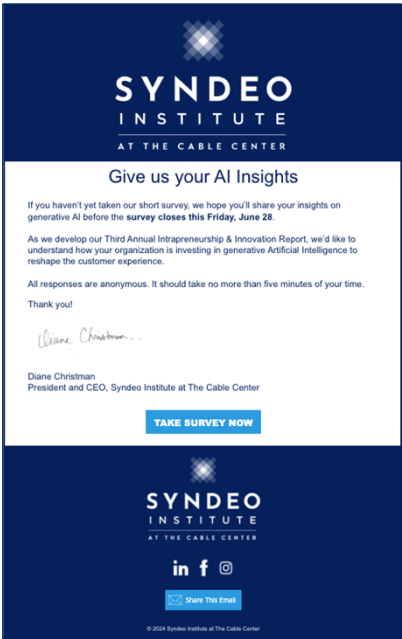 SYNDEO
INSTITUTE
AT THE CABLE CENTER
Give us your AI Insights
If you haven't yet taken our short survey, we hope you'll share your insights on
generative AI before the survey closes this Friday, June 28.
As we develop our Third Annual Intrapreneurship & Innovation Report, we'd like to
understand how your organization is investing in generative Artificial Intelligence to
reshape the customer experience.
All responses are anonymous. It should take no more than five minutes of your time.
Thank you!
Diane Christman
Diane Christman
President and CEO, Syndeo Institute at The Cable Center
TAKE SURVEY NOW
SYNDEO
INSTITUTE
AT THE CABLE CENTER
in f
Share This Email
© 2024 Syndeo Institute at The Cable Center